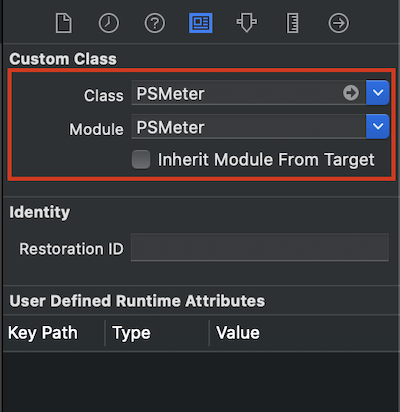 Custom Class
Class PSMeter
Module PSMeter
Inherit Module From Target
Identity
Restoration ID
User Defined Runtime Attributes
Key Path Type Value